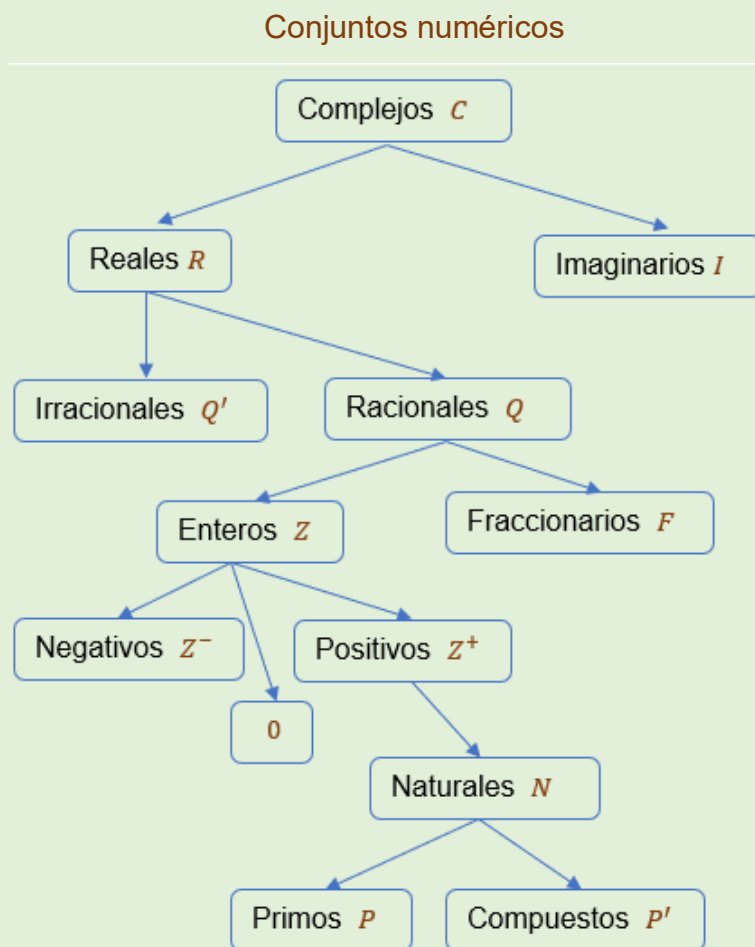 Conjuntos numéricos
Complejos C
Reales R
Imaginarios I
Irracionales Q′
Racionales Q
Enteros Z
Fraccionarios F
Negativos Z⁻
Positivos Z⁺
0
Naturales N
Primos P
Compuestos P′